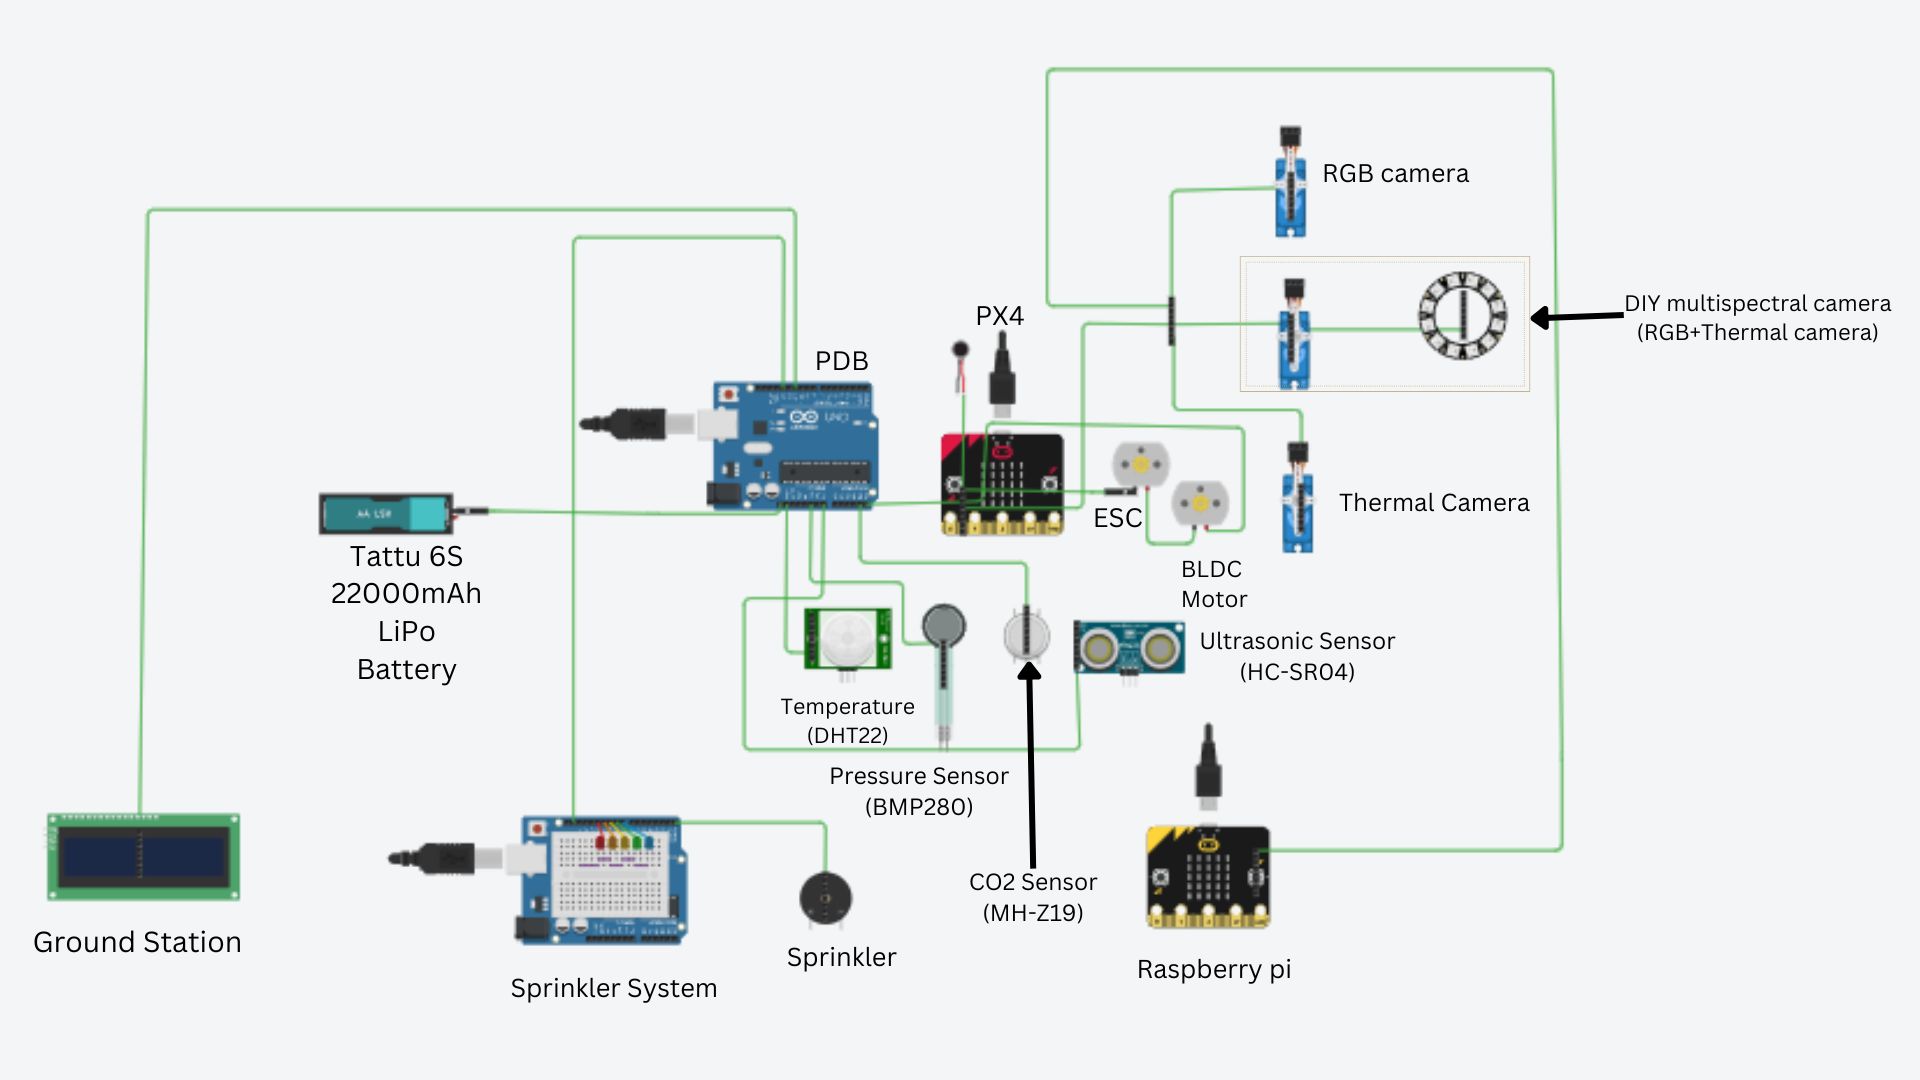 RGB camera
DIY multispectral camera
(RGB+Thermal camera)
PX4
PDB
UNO
ESC
Thermal Camera
Tattu 6S
22000mAh
LiPo
Battery
BLDC
Motor
Ultrasonic Sensor
(HC-SR04)
Temperature
(DHT22)
Pressure Sensor
(BMP280)
CO2 Sensor
(MH-Z19)
Ground Station
Sprinkler System
Sprinkler
Raspberry pi